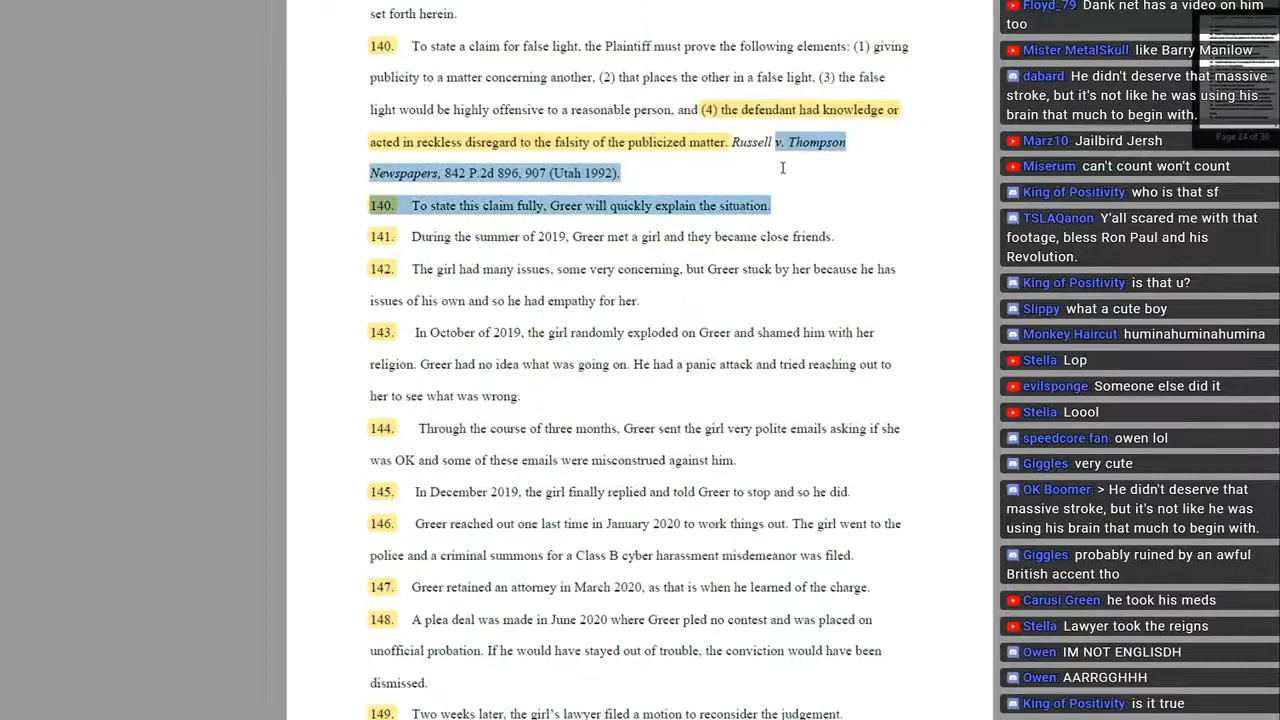 set forth herein.
140. To state a claim for false light, the Plaintiff must prove the following elements: (1) giving
publicity to a matter concerning another, (2) that places the other in a false light, (3) the false
light would be highly offensive to a reasonable person, and (4) the defendant had knowledge or
acted in reckless disregard to the falsity of the publicized matter. Russell v. Thompson
Newspapers, 842 P.2d 896, 907 (Utah 1992).
140. To state this claim fully, Greer will quickly explain the situation.
141. During the summer of 2019, Greer met a girl and they became close friends.
142. The girl had many issues, some very concerning, but Greer stuck by her because he has
issues of his own and so he had empathy for her.
143. In October of 2019, the girl randomly exploded on Greer and shamed him with her
religion. Greer had no idea what was going on. He had a panic attack and tried reaching out to
her to see what was wrong.
144. Through the course of three months, Greer sent the girl very polite emails asking if she
was OK and some of these emails were misconstrued against him.
145. In December 2019, the girl finally replied and told Greer to stop and so he did.
146. Greer reached out one last time in January 2020 to work things out. The girl went to the
police and a criminal summons for a Class B cyber harassment misdemeanor was filed.
147. Greer retained an attorney in March 2020, as that is when he learned of the charge.
148. A plea deal was made in June 2020 where Greer pled no contest and was placed on
unofficial probation. If he would have stayed out of trouble, the conviction would have been
dismissed.
149. Two weeks later, the girl's lawyer filed a motion to reconsider the judgement.
Floyd_79 Dank net has a video on him
too
Mister MetalSkull like Barry Manilow
dabard He didn't deserve that massive
stroke, but it's not like he was using his
brain that much to begin with.
Page 24 of 30
Marz10: Jailbird Jersh
Miserum can't count won't count
King of Positivity: who is that sf
TSLAQanon Y'all scared me with that
footage, bless Ron Paul and his
Revolution.
King of Positivity: is that u?
Slippy: what a cute boy
Monkey Haircut: huminahuminahumina
Stella Lop
evilsponge Someone else did it
Stella: Loool
speedcore fan: owen lol
Giggles: very cute
OK Boomer: > He didn't deserve that
massive stroke, but it's not like he was
using his brain that much to begin with.
Giggles: probably ruined by an awful
British accent tho
Carusi Green: he took his meds
Stella: Lawyer took the reigns
Owen: IM NOT ENGLISDH
Owen: AARRGGHHH
King of Positivity: is it true